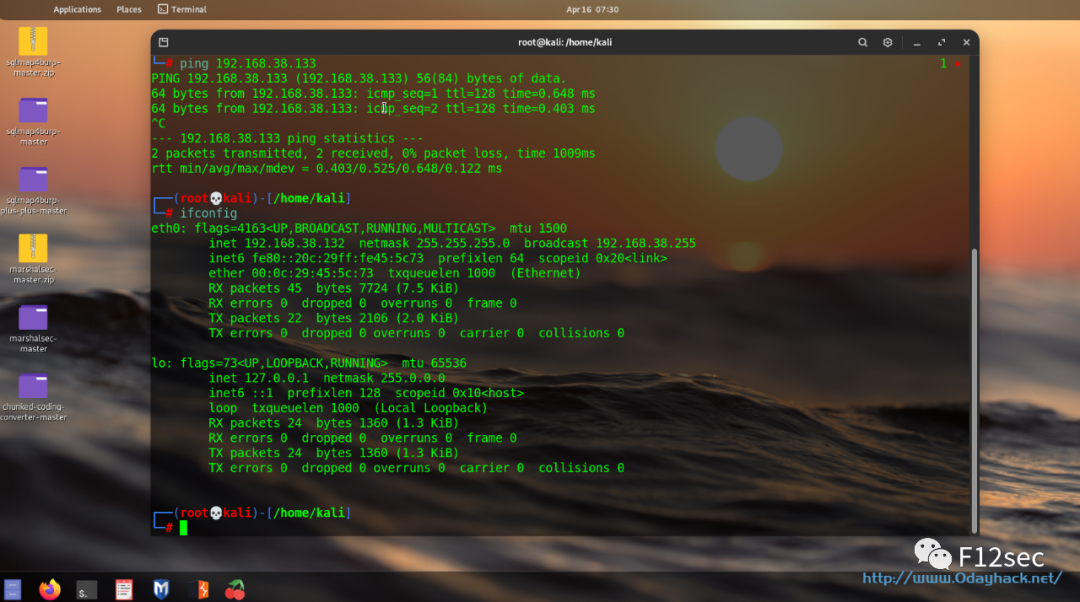 Applications Places Terminal Apr 16 07:30
sqlmap4burp-
master.zip
sqlmap4burp-
master
sqlmap4burp-
plus-plus-master
marshalsec-
master.zip
marshalsec-
master
chunked-coding-
converter-master
root@kali: /home/kali
└─# ping 192.168.38.133 1 ⨯
PING 192.168.38.133 (192.168.38.133) 56(84) bytes of data.
64 bytes from 192.168.38.133: icmp_seq=1 ttl=128 time=0.648 ms
64 bytes from 192.168.38.133: icmp_seq=2 ttl=128 time=0.403 ms
^C
--- 192.168.38.133 ping statistics ---
2 packets transmitted, 2 received, 0% packet loss, time 1009ms
rtt min/avg/max/mdev = 0.403/0.525/0.648/0.122 ms
┌──(root💀kali)-[/home/kali]
└─# ifconfig
eth0: flags=4163<UP,BROADCAST,RUNNING,MULTICAST> mtu 1500
inet 192.168.38.132 netmask 255.255.255.0 broadcast 192.168.38.255
inet6 fe80::20c:29ff:fe45:5c73 prefixlen 64 scopeid 0x20<link>
ether 00:0c:29:45:5c:73 txqueuelen 1000 (Ethernet)
RX packets 45 bytes 7724 (7.5 KiB)
RX errors 0 dropped 0 overruns 0 frame 0
TX packets 22 bytes 2106 (2.0 KiB)
TX errors 0 dropped 0 overruns 0 carrier 0 collisions 0
lo: flags=73<UP,LOOPBACK,RUNNING> mtu 65536
inet 127.0.0.1 netmask 255.0.0.0
inet6 ::1 prefixlen 128 scopeid 0x10<host>
loop txqueuelen 1000 (Local Loopback)
RX packets 24 bytes 1360 (1.3 KiB)
RX errors 0 dropped 0 overruns 0 frame 0
TX packets 24 bytes 1360 (1.3 KiB)
TX errors 0 dropped 0 overruns 0 carrier 0 collisions 0
┌──(root💀kali)-[/home/kali]
└─#
F12sec
http://www.0dayhack.net/